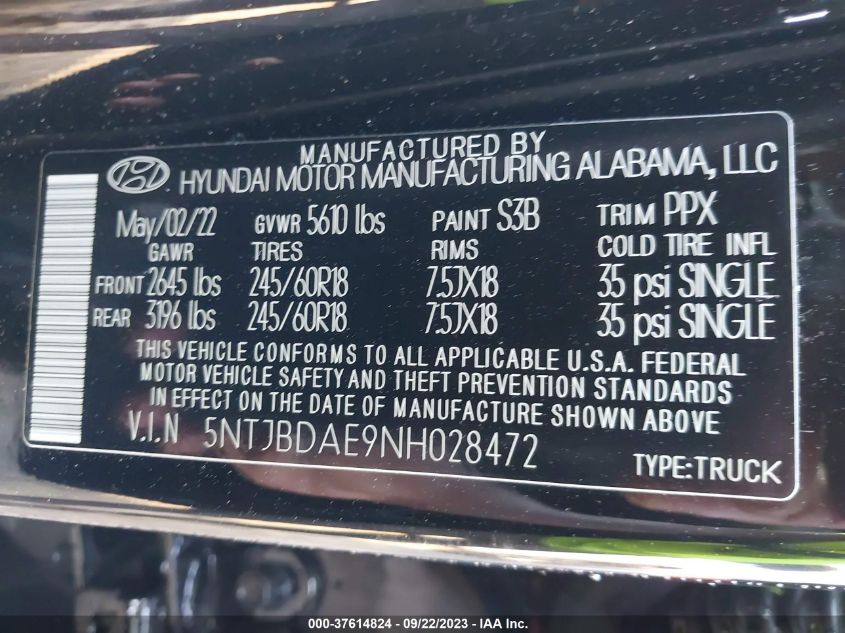 MANUFACTURED BY
HYUNDAI MOTOR MANUFACTURING ALABAMA, LLC
May/02/22 GVWR 5610 lbs PAINT S3B TRIM PPX
GAWR TIRES RIMS COLD TIRE INFL
FRONT 2645 lbs 245/60R18 7.5JX18 35 psi SINGLE
REAR 3196 lbs 245/60R18 7.5JX18 35 psi SINGLE
THIS VEHICLE CONFORMS TO ALL APPLICABLE U.S.A. FEDERAL
MOTOR VEHICLE SAFETY AND THEFT PREVENTION STANDARDS
IN EFFECT ON THE DATE OF MANUFACTURE SHOWN ABOVE
V.I.N 5NTJBDAE9NH028472
TYPE:TRUCK
000-37614824 - 09/22/2023 - © IAA, Inc.